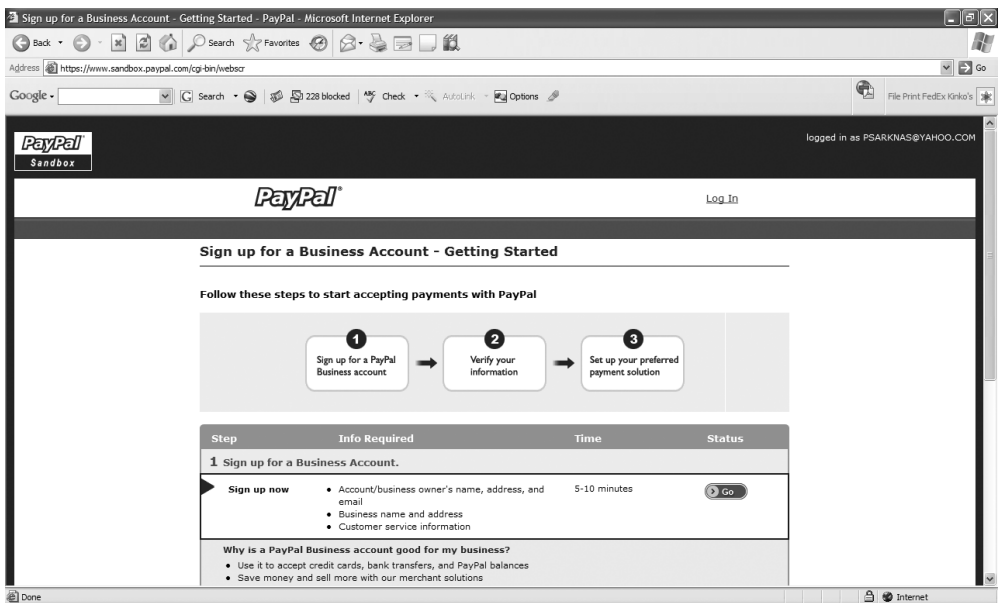 Sign up for a Business Account - Getting Started - PayPal - Microsoft Internet Explorer
Back Search Favorites
Address https://www.sandbox.paypal.com/cgi-bin/webscr Go
Google Search 228 blocked Check AutoLink Options File Print FedEx Kinko's
PayPal
Sandbox
logged in as PSARKNAS@YAHOO.COM
PayPal® Log In
Sign up for a Business Account - Getting Started
Follow these steps to start accepting payments with PayPal
1 2 3
Sign up for a PayPal
Business account
Verify your
information
Set up your preferred
payment solution
Step Info Required Time Status
1 Sign up for a Business Account.
Sign up now • Account/business owner's name, address, and 5-10 minutes Go
email
• Business name and address
• Customer service information
Why is a PayPal Business account good for my business?
• Use it to accept credit cards, bank transfers, and PayPal balances
• Save money and sell more with our merchant solutions
Done Internet